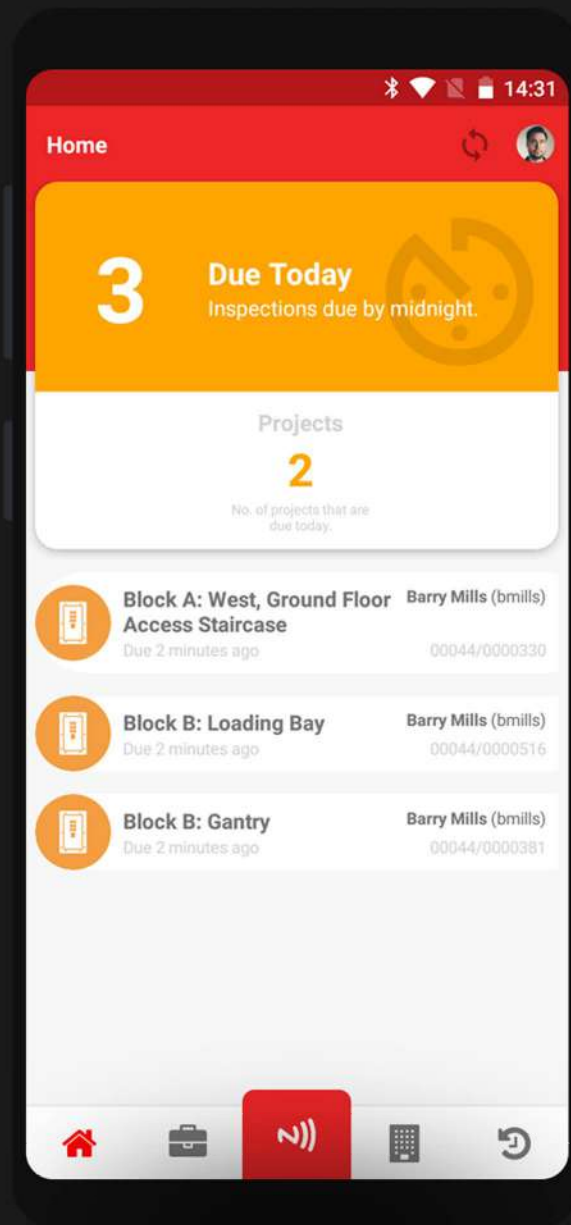 14:31
Home
3
Due Today
Inspections due by midnight.
Projects
2
No. of projects that are
due today.
Block A: West, Ground Floor
Access Staircase
Barry Mills (bmills)
Due 2 minutes ago
00044/0000330
Block B: Loading Bay
Barry Mills (bmills)
Due 2 minutes ago
00044/0000516
Block B: Gantry
Barry Mills (bmills)
Due 2 minutes ago
00044/0000381